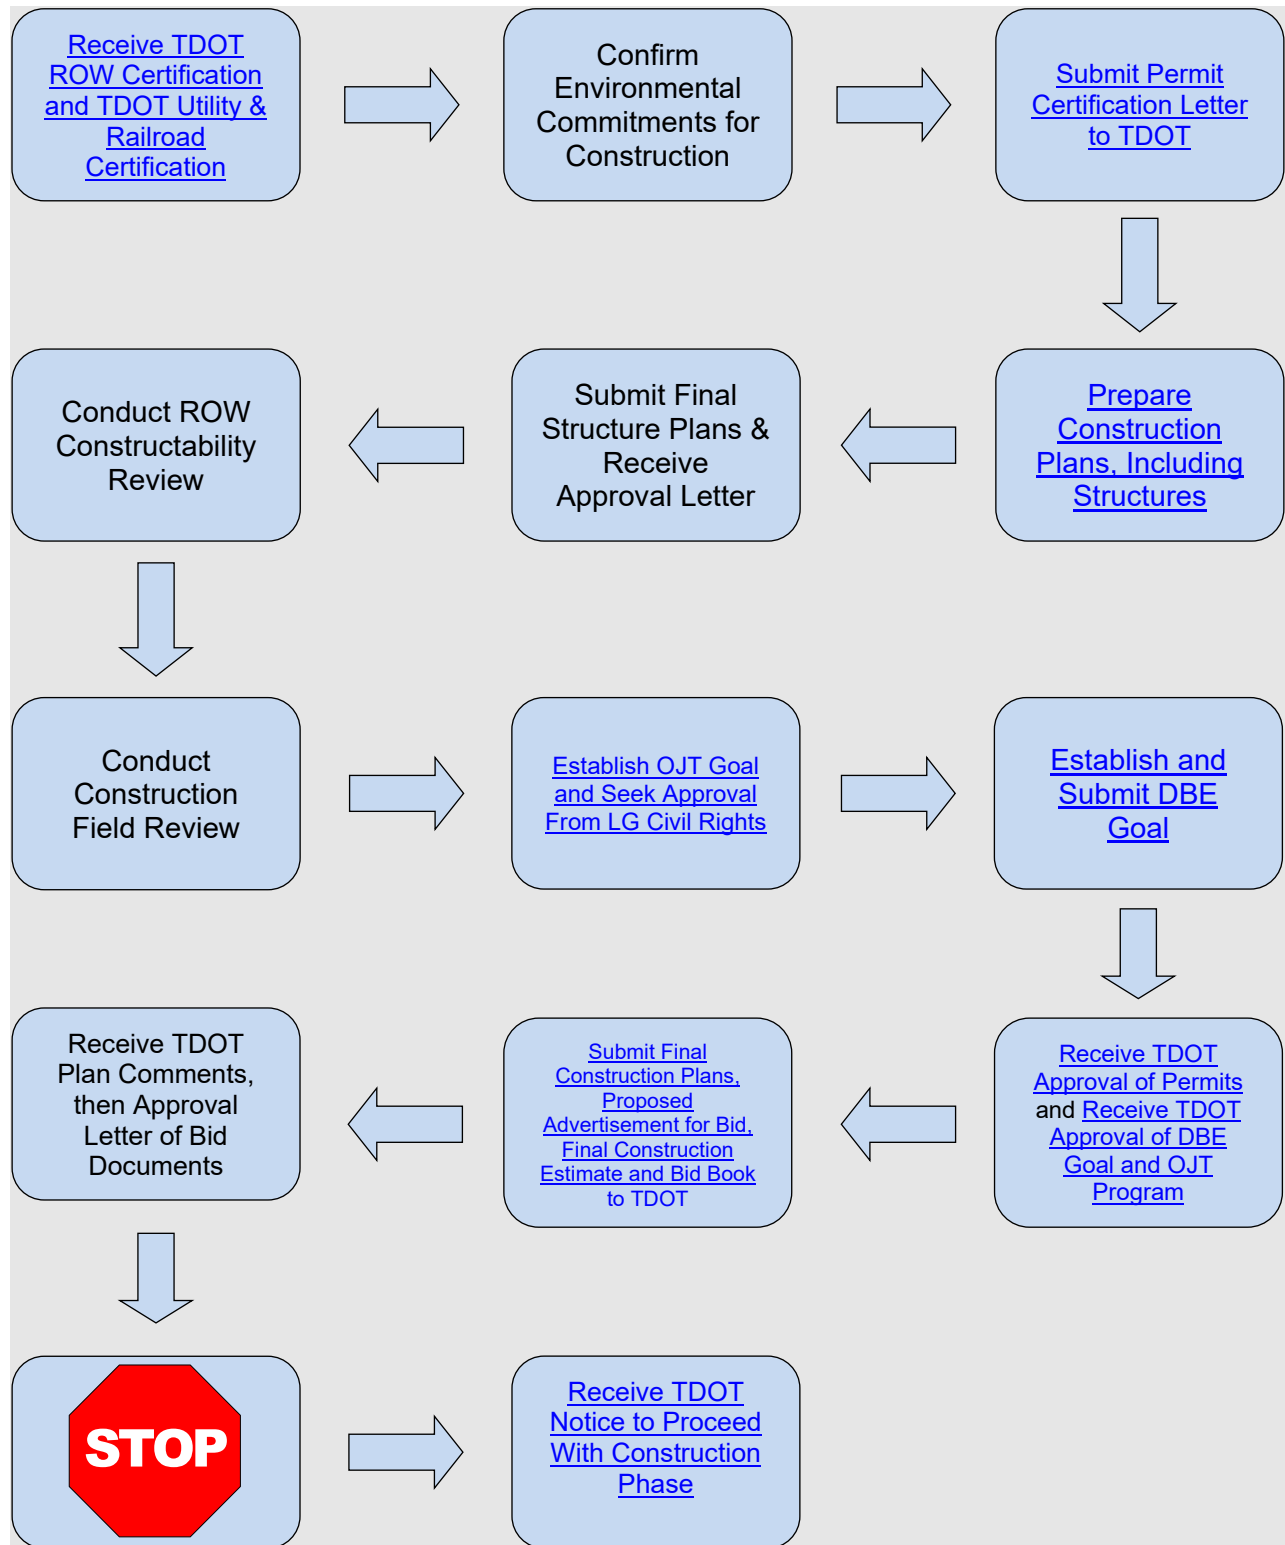 Receive TDOT
ROW Certification
and TDOT Utility &
Railroad
Certification
Confirm
Environmental
Commitments for
Construction
Submit Permit
Certification Letter
to TDOT
Prepare
Construction
Plans, Including
Structures
Submit Final
Structure Plans &
Receive
Approval Letter
Conduct ROW
Constructability
Review
Conduct
Construction
Field Review
Establish OJT Goal
and Seek Approval
From LG Civil Rights
Establish and
Submit DBE
Goal
Receive TDOT
Approval of Permits
and Receive TDOT
Approval of DBE
Goal and OJT
Program
Submit Final
Construction Plans,
Proposed
Advertisement for Bid,
Final Construction
Estimate and Bid Book
to TDOT
Receive TDOT
Plan Comments,
then Approval
Letter of Bid
Documents
STOP
Receive TDOT
Notice to Proceed
With Construction
Phase